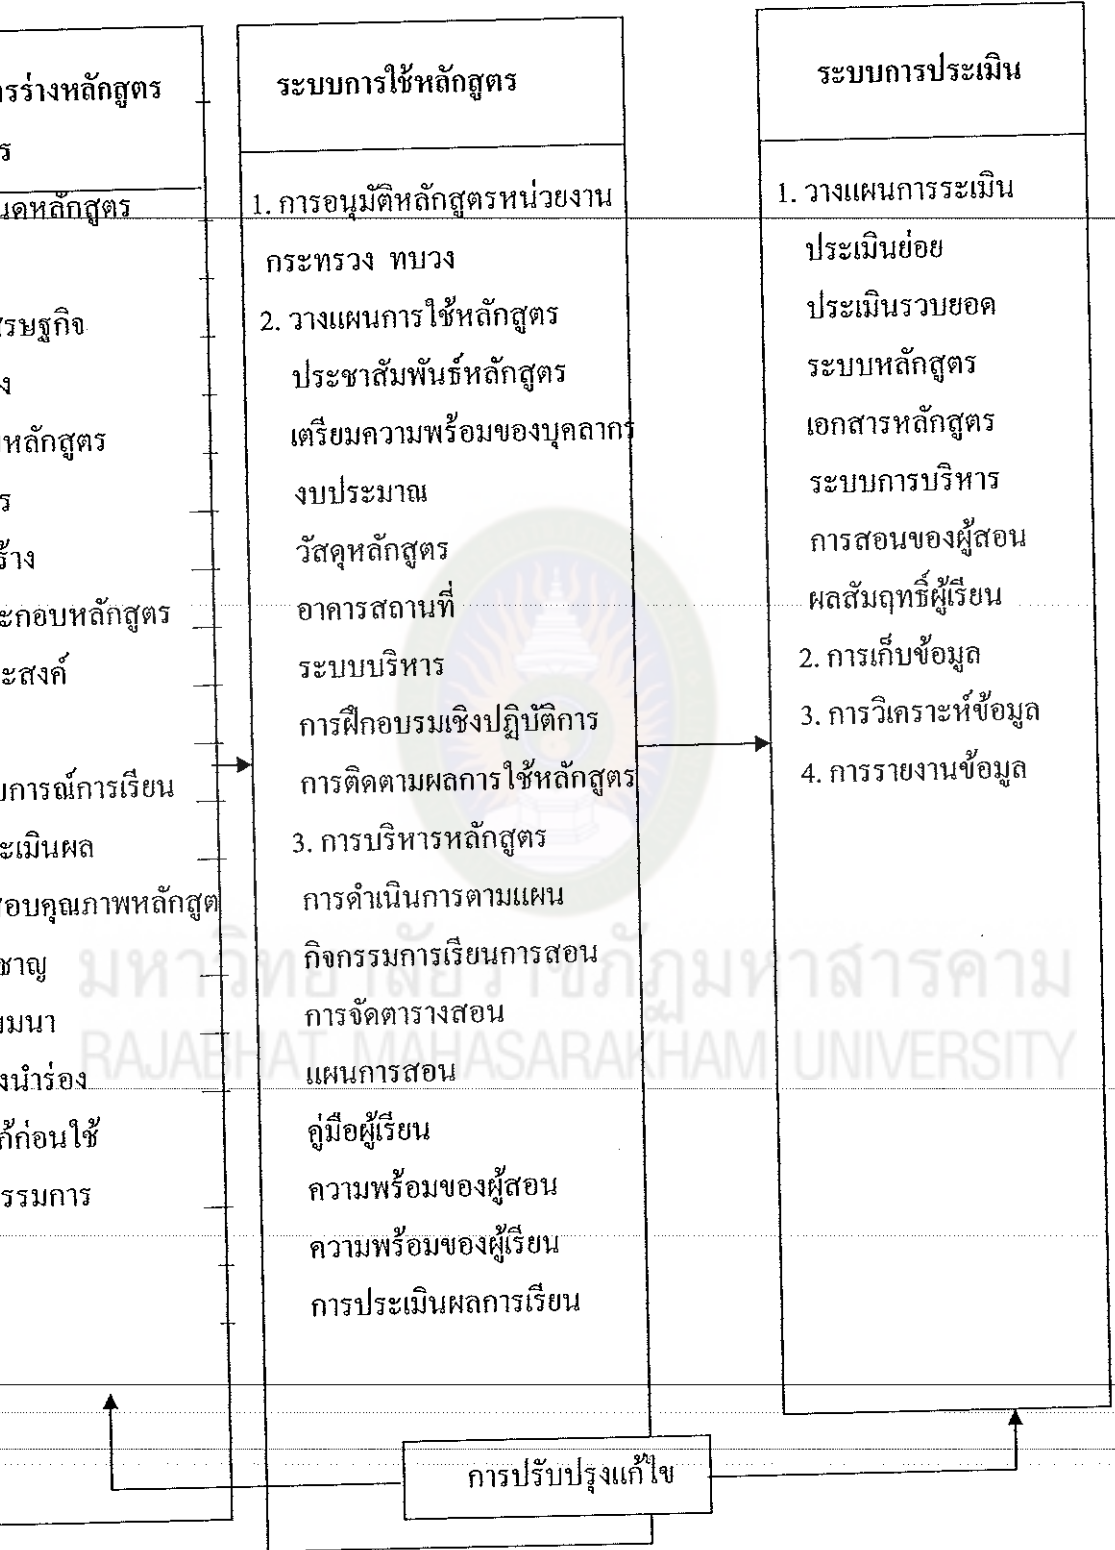 ารร่างหลักสูตร
ร
นดหลักสูตร
ศรษฐกิจ
ง
หลักสูตร
ร
ร้าง
ะกอบหลักสูตร
ะสงค์
บการณ์การเรียน
ะเมินผล
สอบคุณภาพหลักสูต
ชาญ
มมนา
งนำร่อง
ก้ก่อนใช้
รรมการ
ระบบการใช้หลักสูตร
1. การอนุมัติหลักสูตรหน่วยงาน
กระทรวง ทบวง
2. วางแผนการใช้หลักสูตร
ประชาสัมพันธ์หลักสูตร
เตรียมความพร้อมของบุคลากร
งบประมาณ
วัสดุหลักสูตร
อาคารสถานที่
ระบบบริหาร
การฝึกอบรมเชิงปฏิบัติการ
การติดตามผลการใช้หลักสูตร
3. การบริหารหลักสูตร
การดำเนินการตามแผน
กิจกรรมการเรียนการสอน
การจัดตารางสอน
แผนการสอน
คู่มือผู้เรียน
ความพร้อมของผู้สอน
ความพร้อมของผู้เรียน
การประเมินผลการเรียน
ระบบการประเมิน
1. วางแผนการระเมิน
ประเมินย่อย
ประเมินรวบยอด
ระบบหลักสูตร
เอกสารหลักสูตร
ระบบการบริหาร
การสอนของผู้สอน
ผลสัมฤทธิ์ผู้เรียน
2. การเก็บข้อมูล
3. การวิเคราะห์ข้อมูล
4. การรายงานข้อมูล
การปรับปรุงแก้ไข
มหาวิทยาลัยราชภัฏมหาสารคาม
RAJABHAT MAHASARAKHAM UNIVERSITY